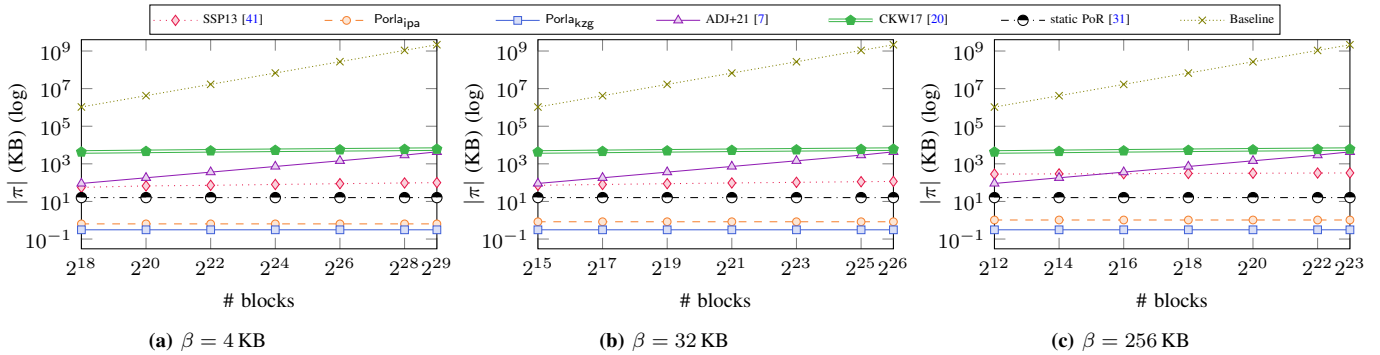 SSP13 [41] Porla_ipa Porla_kzg ADJ+21 [7] CKW17 [20] static PoR [31] Baseline
10^9 10^7 10^5 10^3 10^1 10^−1
|π| (KB) (log)
2^18 2^20 2^22 2^24 2^26 2^28 2^29
# blocks
(a) β = 4 KB
10^9 10^7 10^5 10^3 10^1 10^−1
|π| (KB) (log)
2^15 2^17 2^19 2^21 2^23 2^25 2^26
# blocks
(b) β = 32 KB
10^9 10^7 10^5 10^3 10^1 10^−1
|π| (KB) (log)
2^12 2^14 2^16 2^18 2^20 2^22 2^23
# blocks
(c) β = 256 KB